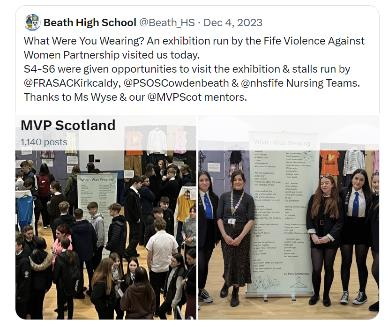 Beath High School @Beath_HS · Dec 4, 2023
What Were You Wearing? An exhibition run by the Fife Violence Against
Women Partnership visited us today.
S4-S6 were given opportunities to visit the exhibition & stalls run by
@FRASACKirkcaldy, @PSOSCowdenbeath & @nhsfife Nursing Teams.
Thanks to Ms Wyse & our @MVPScot mentors.
MVP Scotland
1,140 posts